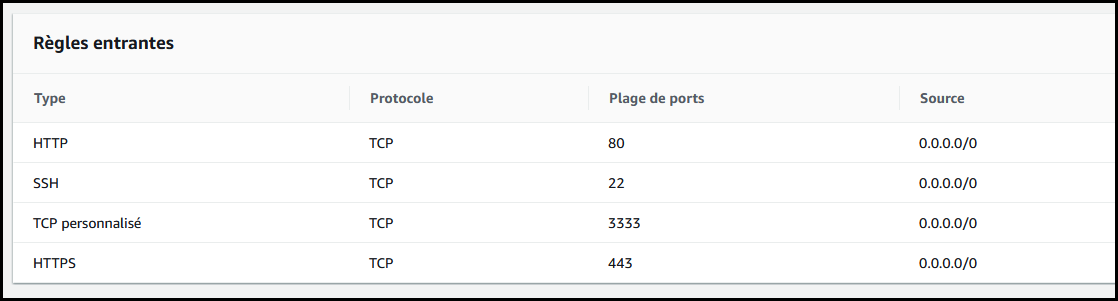 Règles entrantes
Type Protocole Plage de ports Source
HTTP TCP 80 0.0.0.0/0
SSH TCP 22 0.0.0.0/0
TCP personnalisé TCP 3333 0.0.0.0/0
HTTPS TCP 443 0.0.0.0/0